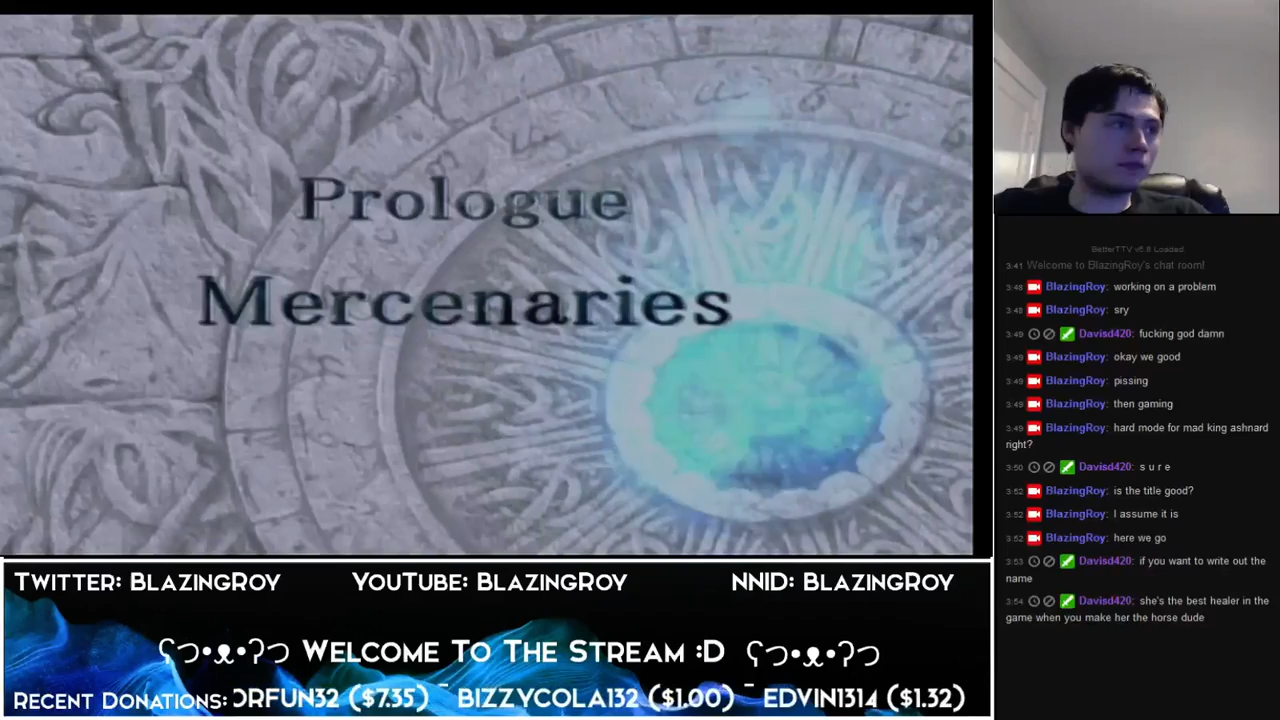 Prologue
Mercenaries
BetterTTV v6.8 Loaded.
3:41 Welcome to BlazingRoy's chat room!
3:48 BlazingRoy: working on a problem
3:48 BlazingRoy: sry
3:49 Davisd420: fucking god damn
3:49 BlazingRoy: okay we good
3:49 BlazingRoy: pissing
3:49 BlazingRoy: then gaming
3:49 BlazingRoy: hard mode for mad king ashnard
right?
3:50 Davisd420: s u r e
3:52 BlazingRoy: is the title good?
3:52 BlazingRoy: I assume it is
3:52 BlazingRoy: here we go
3:53 Davisd420: if you want to write out the
name
3:54 Davisd420: she's the best healer in the
game when you make her the horse dude
Twitter: BlazingRoy YouTube: BlazingRoy NNID: BlazingRoy
ʕつ•ᴥ•ʔつ Welcome To The Stream :D ʕつ•ᴥ•ʔつ
Recent Donations: ORFUN32 ($7.35) ¯ BIZZYCOLA132 ($1.00) ¯ EDVIN1314 ($1.32)